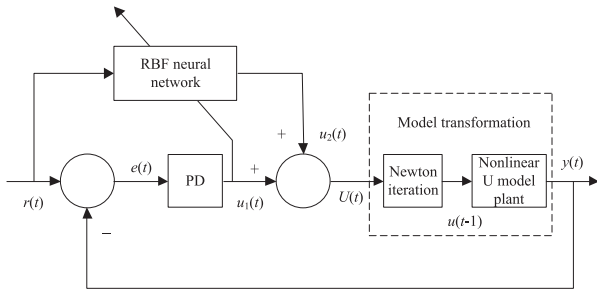 RBF neural
network
+
u2(t)
Model transformation
e(t)
PD
+
Newton
iteration
Nonlinear
U model
plant
y(t)
r(t)
u1(t)
U(t)
u(t-1)
−